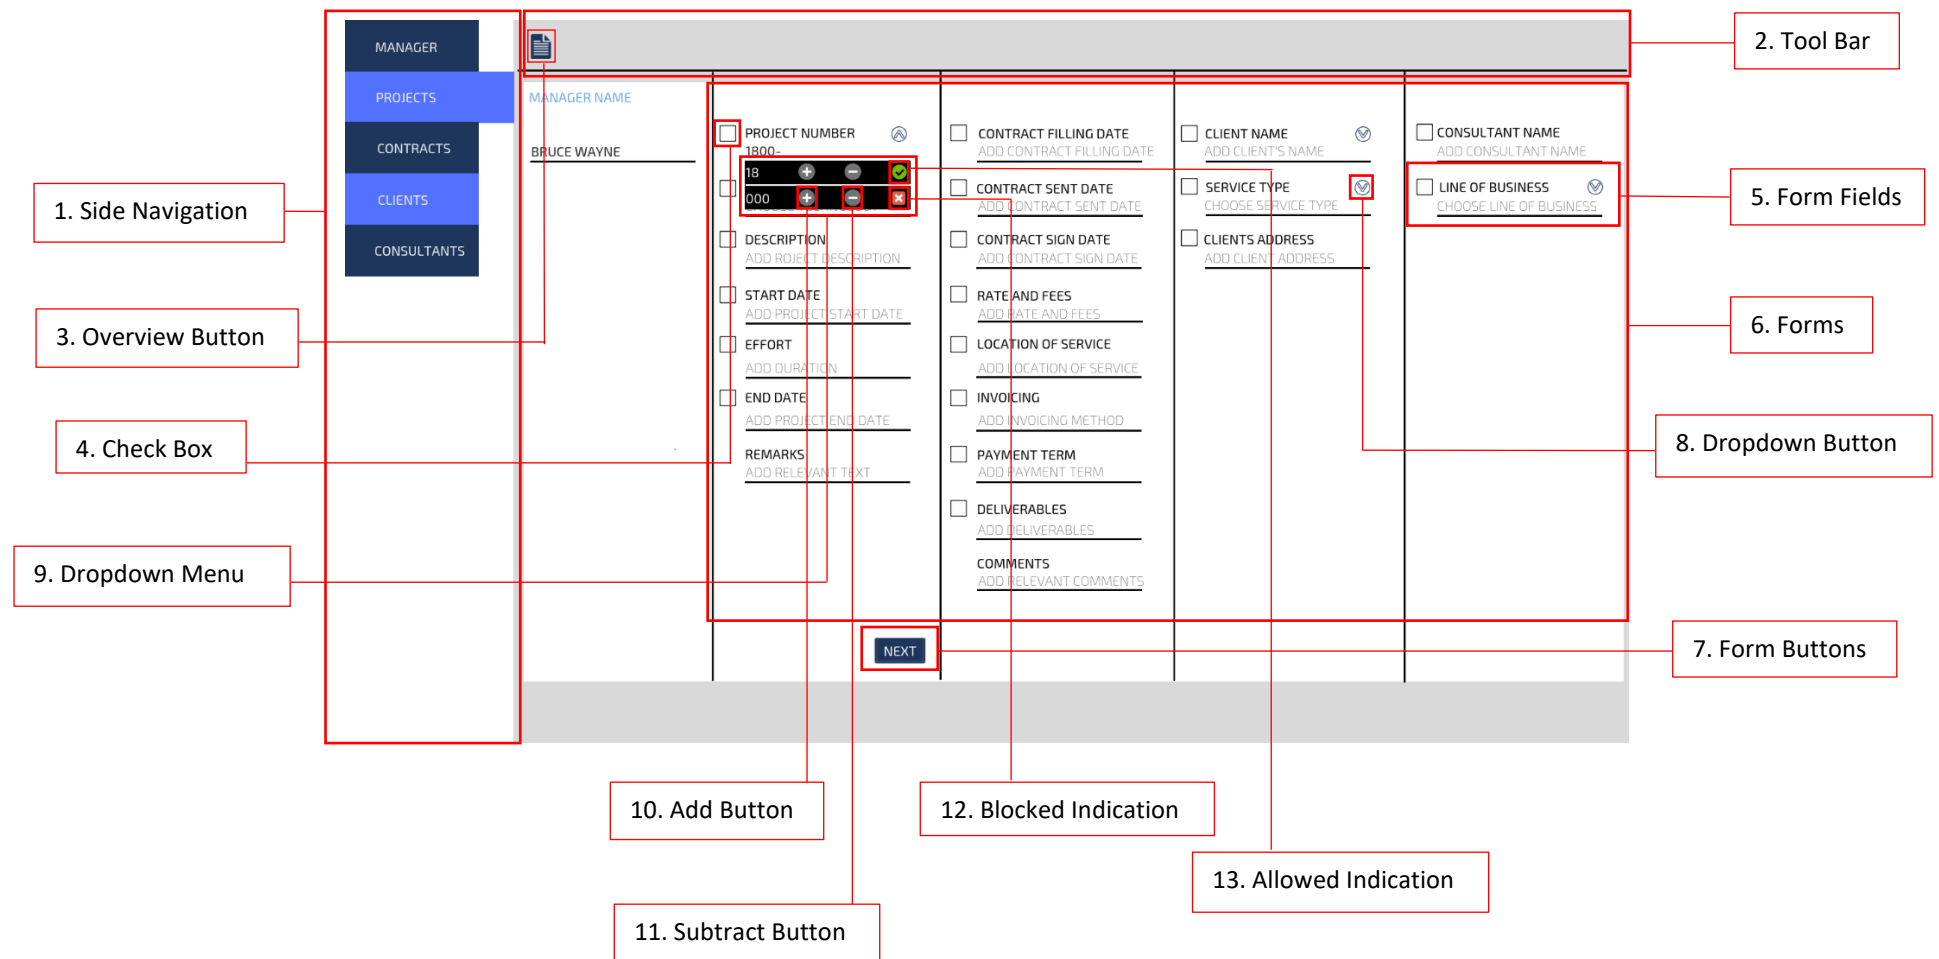 MANAGER
PROJECTS
CONTRACTS
CLIENTS
CONSULTANTS
MANAGER NAME
BRUCE WAYNE
PROJECT NUMBER
1800-
18
000
DESCRIPTION
ADD ROJECT DESCRIPTION
START DATE
ADD PROJECT START DATE
EFFORT
ADD DURATION
END DATE
ADD PROJECT END DATE
REMARKS
ADD RELEVANT TEXT
CONTRACT FILLING DATE
ADD CONTRACT FILLING DATE
CONTRACT SENT DATE
ADD CONTRACT SENT DATE
CONTRACT SIGN DATE
ADD CONTRACT SIGN DATE
RATE AND FEES
ADD RATE AND FEES
LOCATION OF SERVICE
ADD LOCATION OF SERVICE
INVOICING
ADD INVOICING METHOD
PAYMENT TERM
ADD PAYMENT TERM
DELIVERABLES
ADD DELIVERABLES
COMMENTS
ADD RELEVANT COMMENTS
CLIENT NAME
ADD CLIENT'S NAME
SERVICE TYPE
CHOOSE SERVICE TYPE
CLIENTS ADDRESS
ADD CLIENT ADDRESS
CONSULTANT NAME
ADD CONSULTANT NAME
LINE OF BUSINESS
CHOOSE LINE OF BUSINESS
NEXT
1. Side Navigation
2. Tool Bar
3. Overview Button
4. Check Box
5. Form Fields
6. Forms
7. Form Buttons
8. Dropdown Button
9. Dropdown Menu
10. Add Button
11. Subtract Button
12. Blocked Indication
13. Allowed Indication